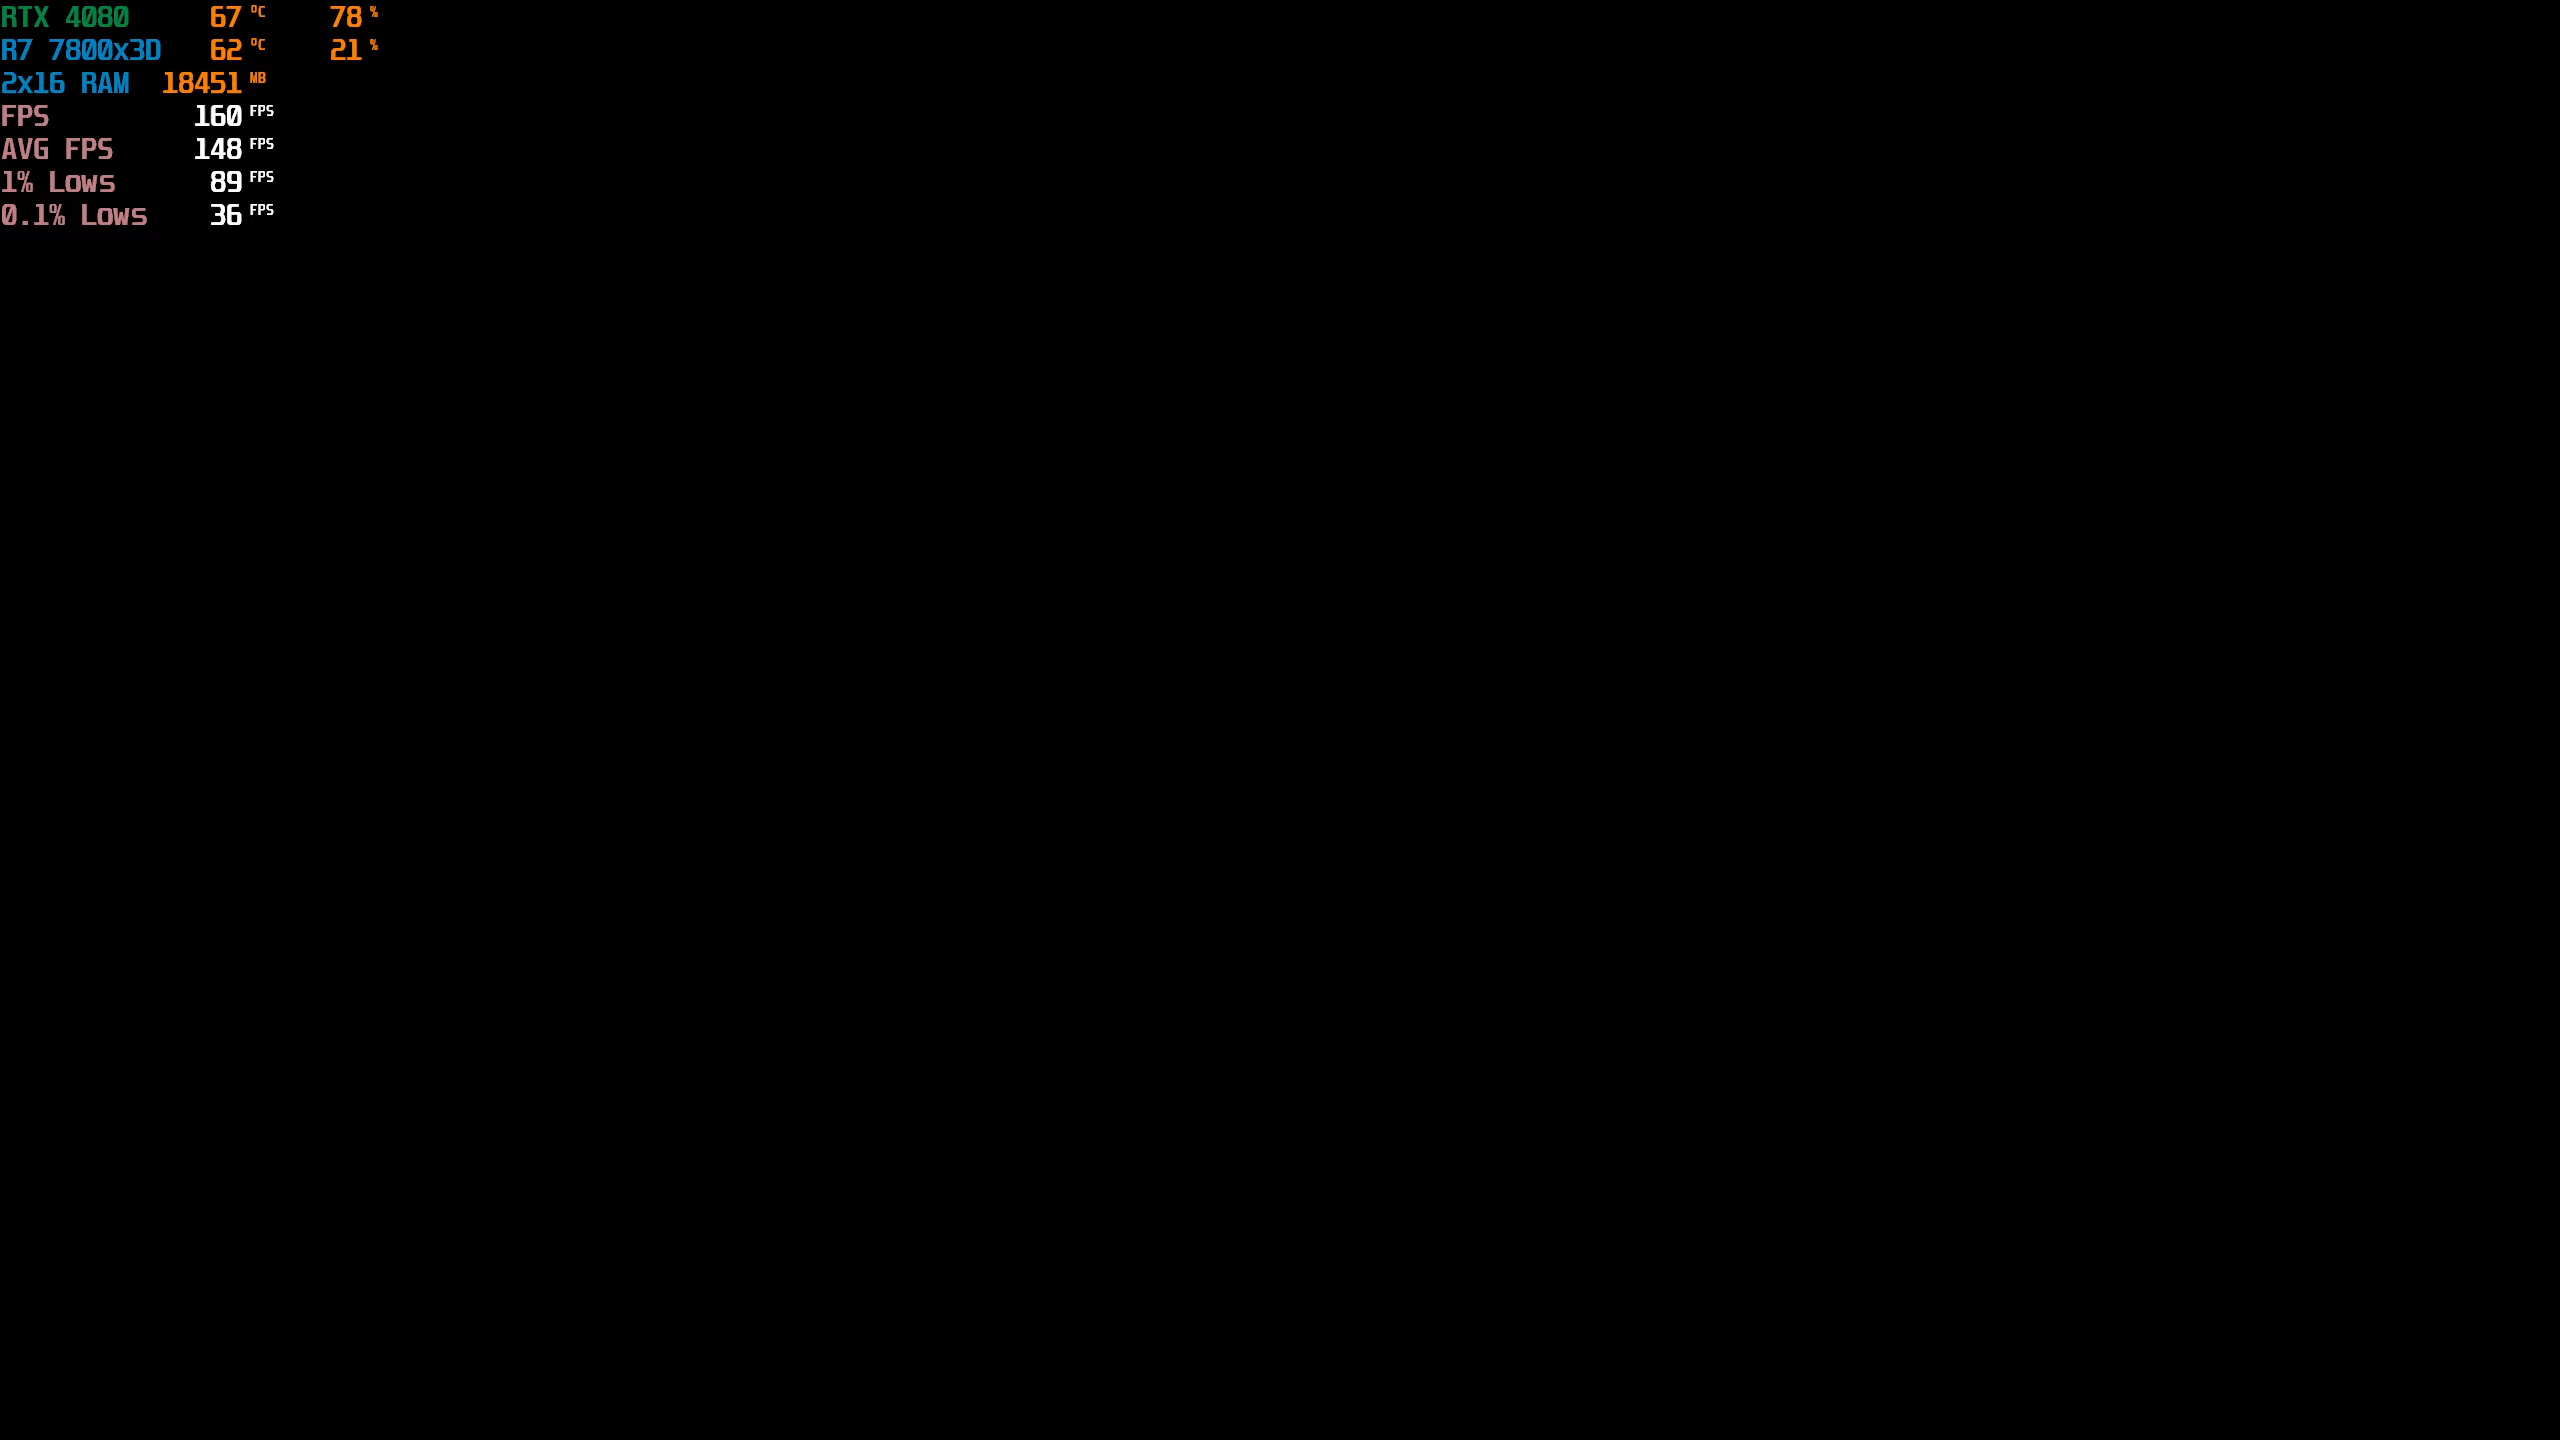 RTX 4080 67 °C 78 %
R7 7800x3D 62 °C 21 %
2x16 RAM 18451 MB
FPS 160 FPS
AVG FPS 148 FPS
1% Lows 89 FPS
0.1% Lows 36 FPS